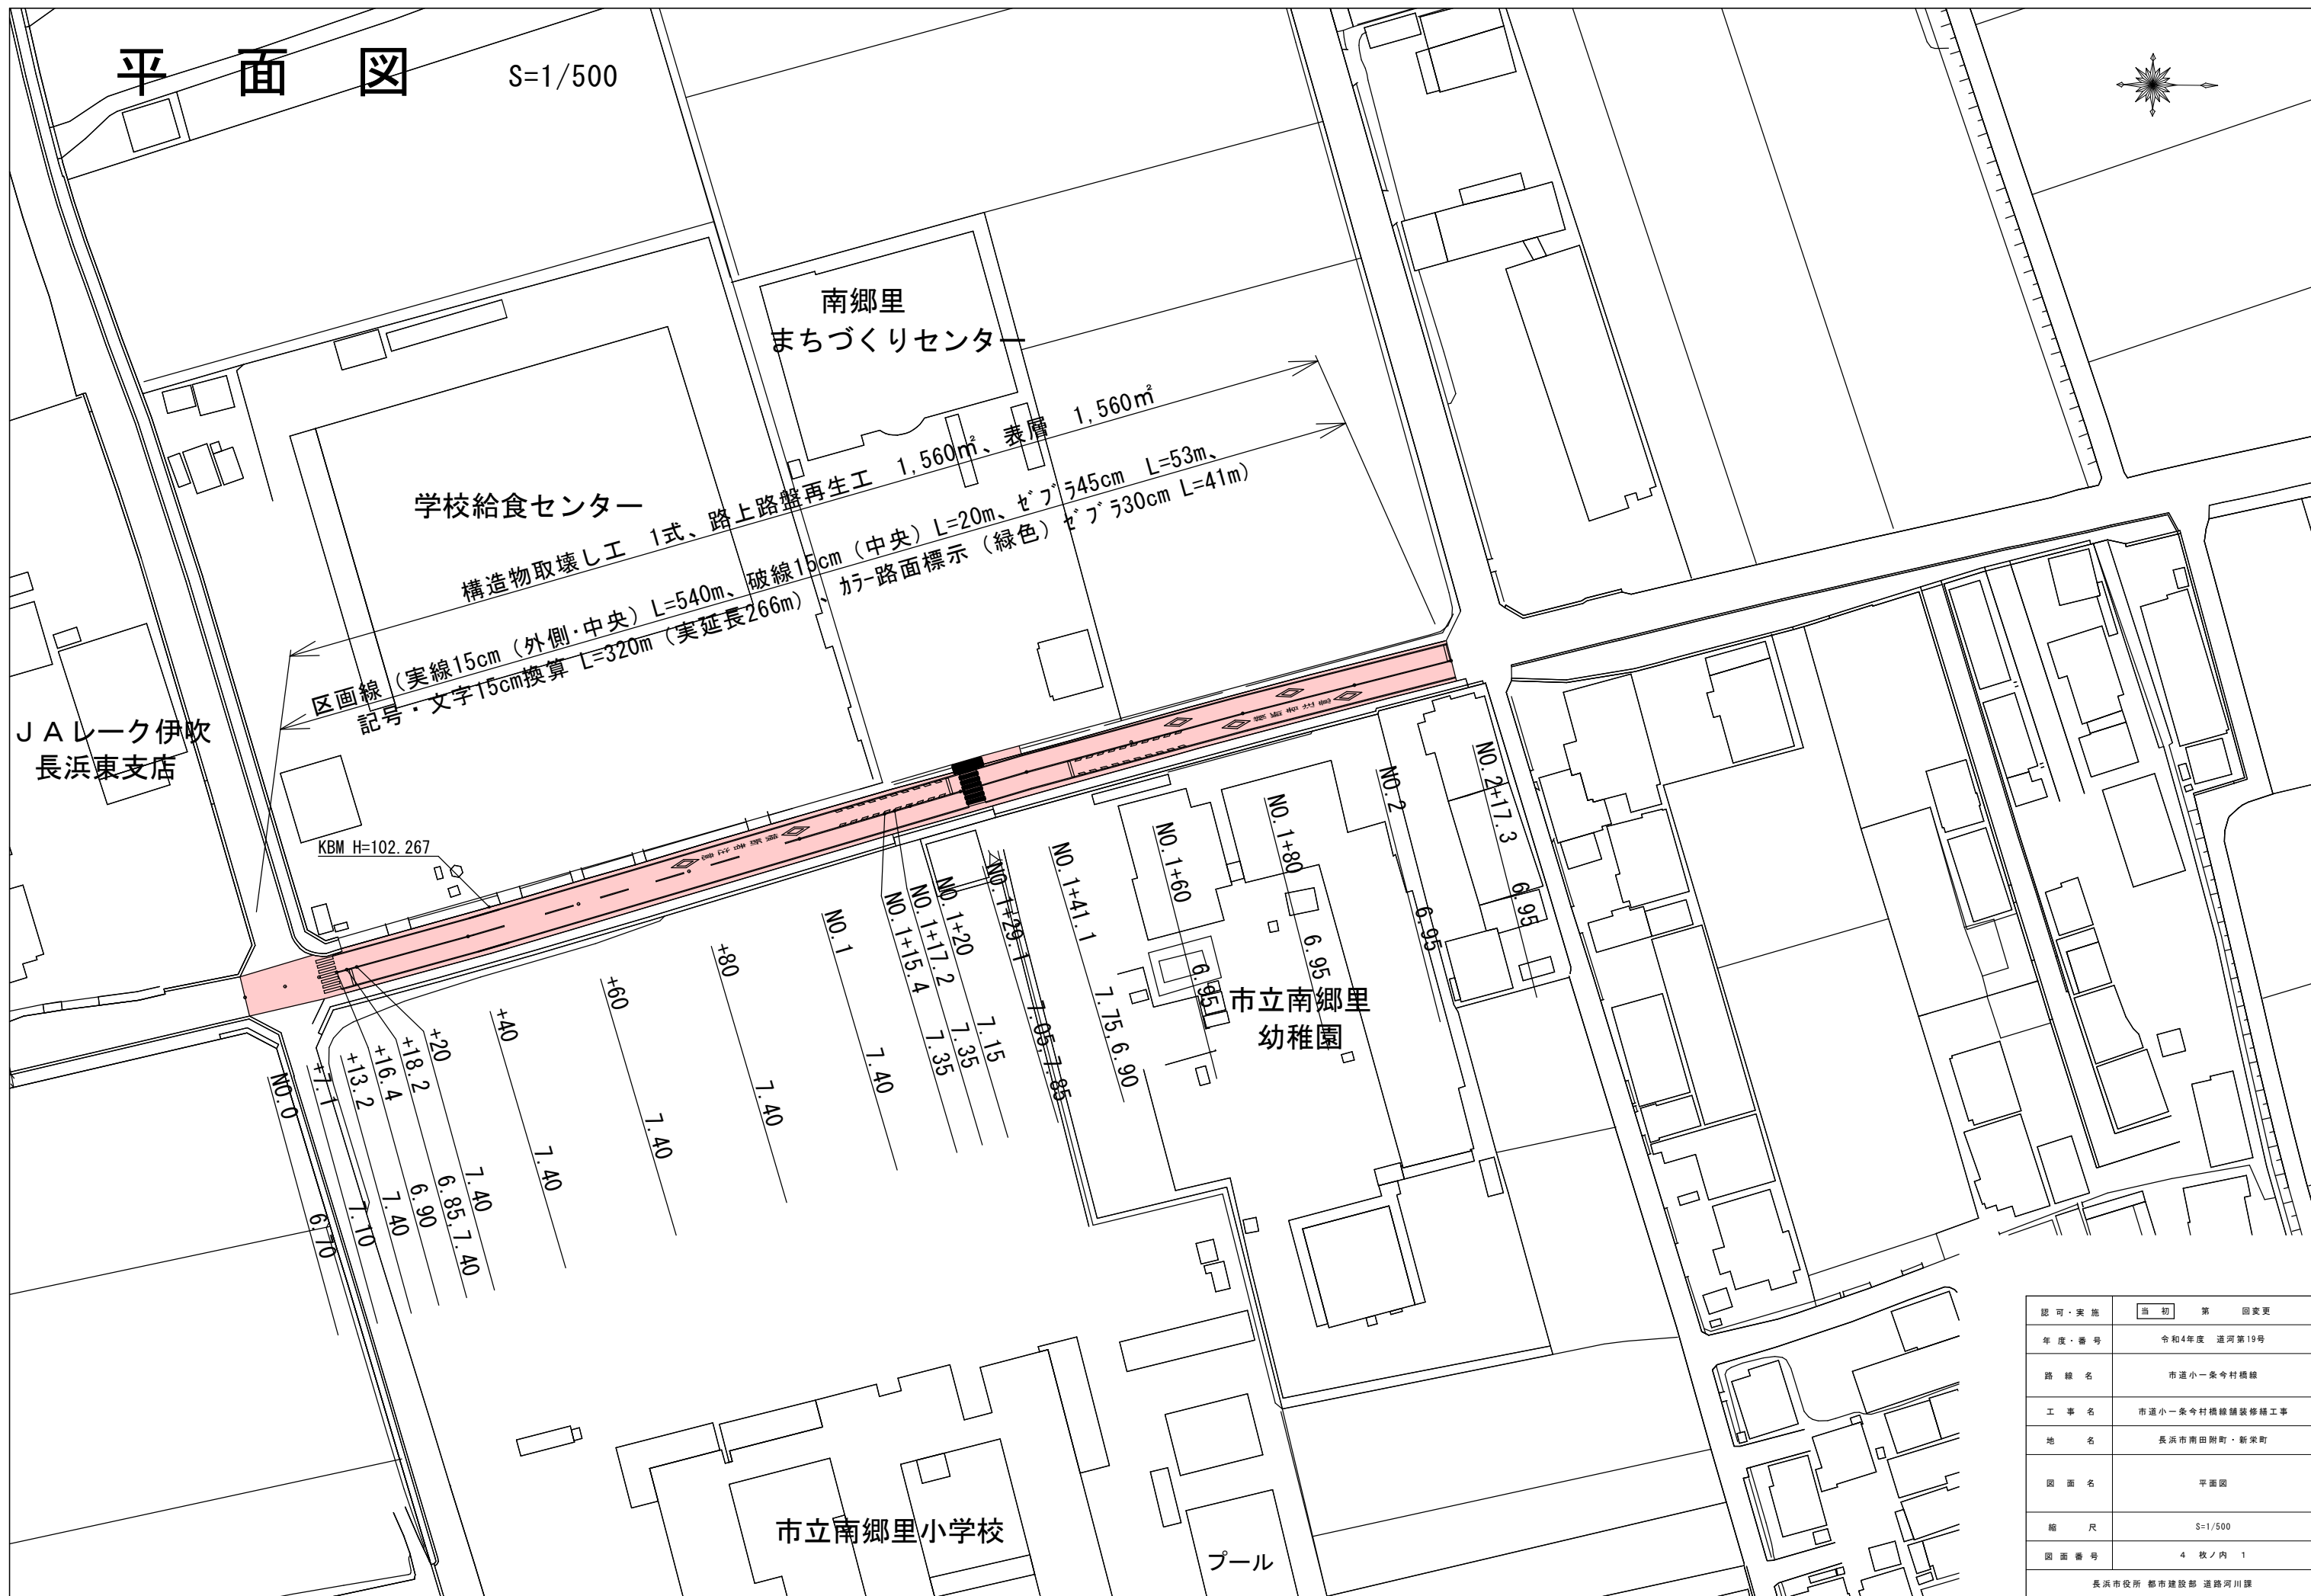 平面図 S=1/500
南郷里
まちづくりセンター
学校給食センター
構造物取壊し工 1式、路上路盤再生工 1,560㎡、表層 1,560㎡
区画線（実線15cm（外側･中央）L=540m、破線15cm（中央）L=20m、ｾﾞﾌﾞﾗ45cm L=53m、
記号・文字15cm換算 L=320m（実延長266m）、ｶﾗｰ路面標示（緑色）ｾﾞﾌﾞﾗ30cm L=41m）
ＪＡレーク伊吹
長浜東支店
KBM H=102.267
NO.0 6.70
+7.1 7.10
+13.2 7.40
+16.4 6.90
+18.2 6.85,7.40
+20 7.40
+40 7.40
+60 7.40
+80 7.40
NO.1 7.40
NO.1+15.4 7.35
NO.1+17.2 7.35
NO.1+20 7.15
NO.1+29.1 7.05,7.85
NO.1+41.1 7.75,6.90
NO.1+60 6.95
NO.1+80 6.95
NO.2 6.95
NO.2+17.3 6.95
市立南郷里
幼稚園
市立南郷里小学校
プール
認可・実施 当初 第 回変更
年度・番号 令和4年度 道河第19号
路線名 市道小一条今村橋線
工事名 市道小一条今村橋線舗装修繕工事
地名 長浜市南田附町・新栄町
図面名 平面図
縮尺 S=1/500
図面番号 4 枚ノ内 1
長浜市役所 都市建設部 道路河川課